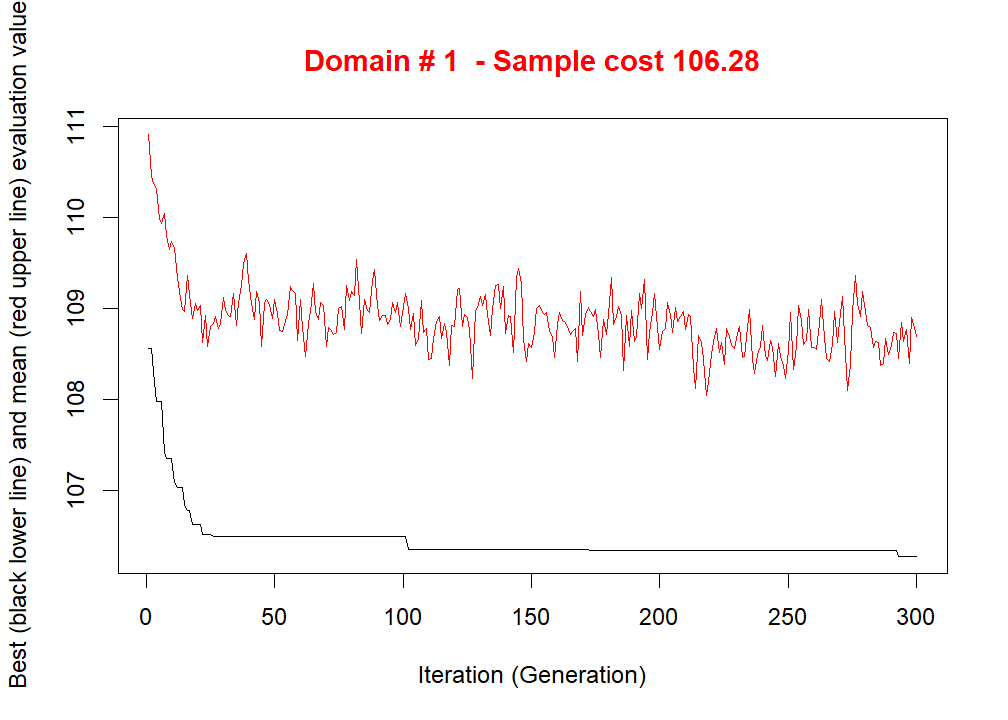 Domain # 1  - Sample cost 106.28
Best (black lower line) and mean (red upper line) evaluation value
111
110
109
108
107
0 50 100 150 200 250 300
Iteration (Generation)